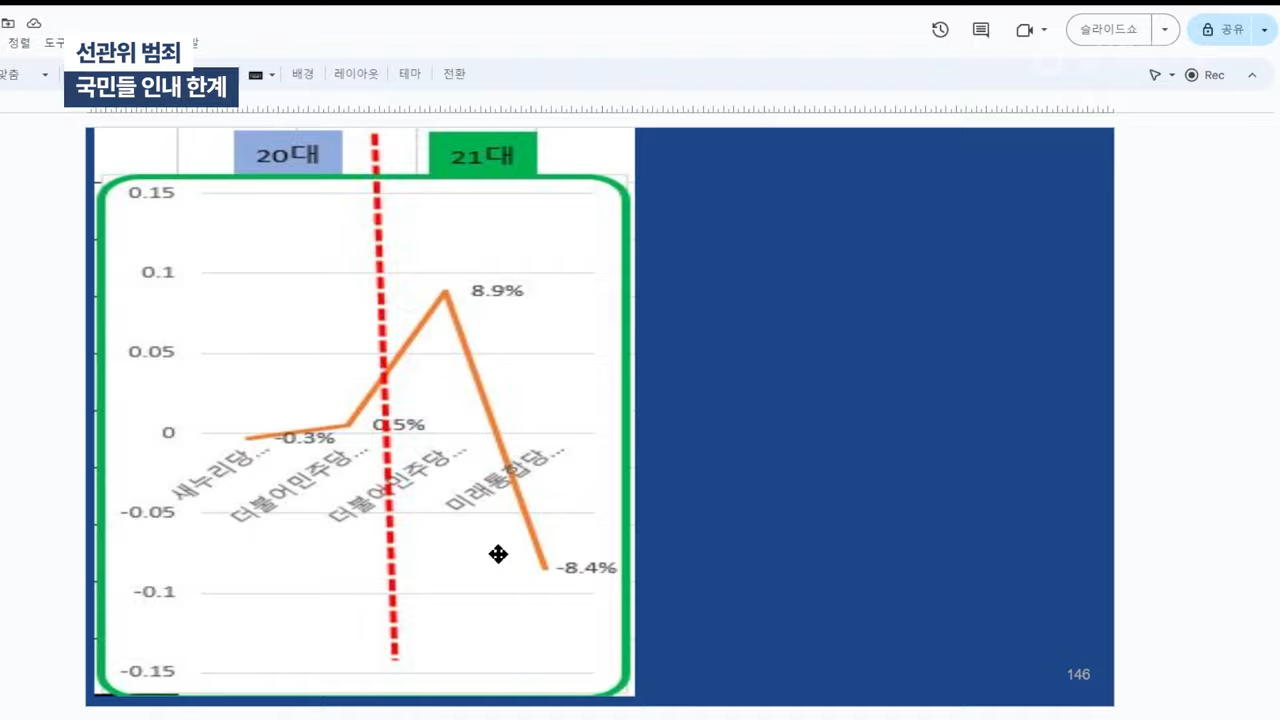 정렬
선관위 범죄
국민들 인내 한계
맞춤
배경
레이아웃
테마
전환
슬라이드쇼
공유
Rec
20대
21대
0.15
0.1
0.05
0
-0.05
-0.1
-0.15
-0.3%
0.5%
8.9%
-8.4%
새누리당...
더불어민주당...
더불어민주당...
미래통합당...
146